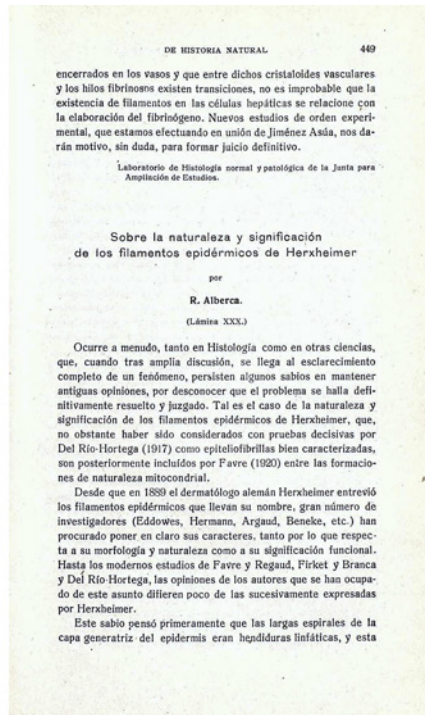 DE HISTORIA NATURAL 449
encerrados en los vasos y que entre dichos cristaloides vasculares
y los hilos fibrinosos existen transiciones, no es improbable que la
existencia de filamentos en las células hepáticas se relacione con
la elaboración del fibrinógeno. Nuevos estudios de orden experi-
mental, que estamos efectuando en unión de Jiménez Asúa, nos da-
rán motivo, sin duda, para formar juicio definitivo.
Laboratorio de Histología normal y patológica de la Junta para
Ampliación de Estudios.
Sobre la naturaleza y significación
de los filamentos epidérmicos de Herxheimer
por
R. Alberca.
(Lámina XXX.)
Ocurre a menudo, tanto en Histología como en otras ciencias,
que, cuando tras amplia discusión, se llega al esclarecimiento
completo de un fenómeno, persisten algunos sabios en mantener
antiguas opiniones, por desconocer que el problema se halla defi-
nitivamente resuelto y juzgado. Tal es el caso de la naturaleza y
significación de los filamentos epidérmicos de Herxheimer, que,
no obstante haber sido considerados con pruebas decisivas por
Del Río-Hortega (1917) como epiteliofibrillas bien caracterizadas,
son posteriormente incluídos por Favre (1920) entre las formacio-
nes de naturaleza mitocondrial.
Desde que en 1889 el dermatólogo alemán Herxheimer entrevió
los filamentos epidérmicos que llevan su nombre, gran número de
investigadores (Eddowes, Hermann, Argaud, Beneke, etc.) han
procurado poner en claro sus caracteres, tanto por lo que respec-
ta a su morfología y naturaleza como a su significación funcional.
Hasta los modernos estudios de Favre y Regaud, Firket y Branca
y Del Río-Hortega, las opiniones de los autores que se han ocupa-
do de este asunto difieren poco de las sucesivamente expresadas
por Herxheimer.
Este sabio pensó primeramente que las largas espirales de la
capa generatriz del epidermis eran hendiduras linfáticas, y esta